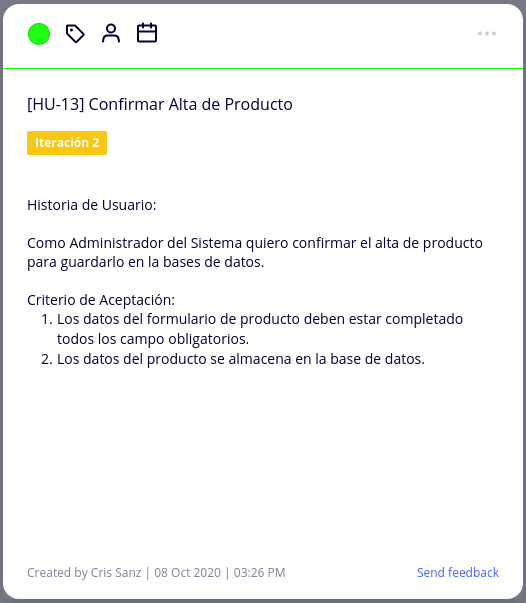 [HU-13] Confirmar Alta de Producto
Iteración 2
Historia de Usuario:
Como Administrador del Sistema quiero confirmar el alta de producto
para guardarlo en la bases de datos.
Criterio de Aceptación:
1. Los datos del formulario de producto deben estar completado
todos los campo obligatorios.
2. Los datos del producto se almacena en la base de datos.
Created by Cris Sanz | 08 Oct 2020 | 03:26 PM
Send feedback